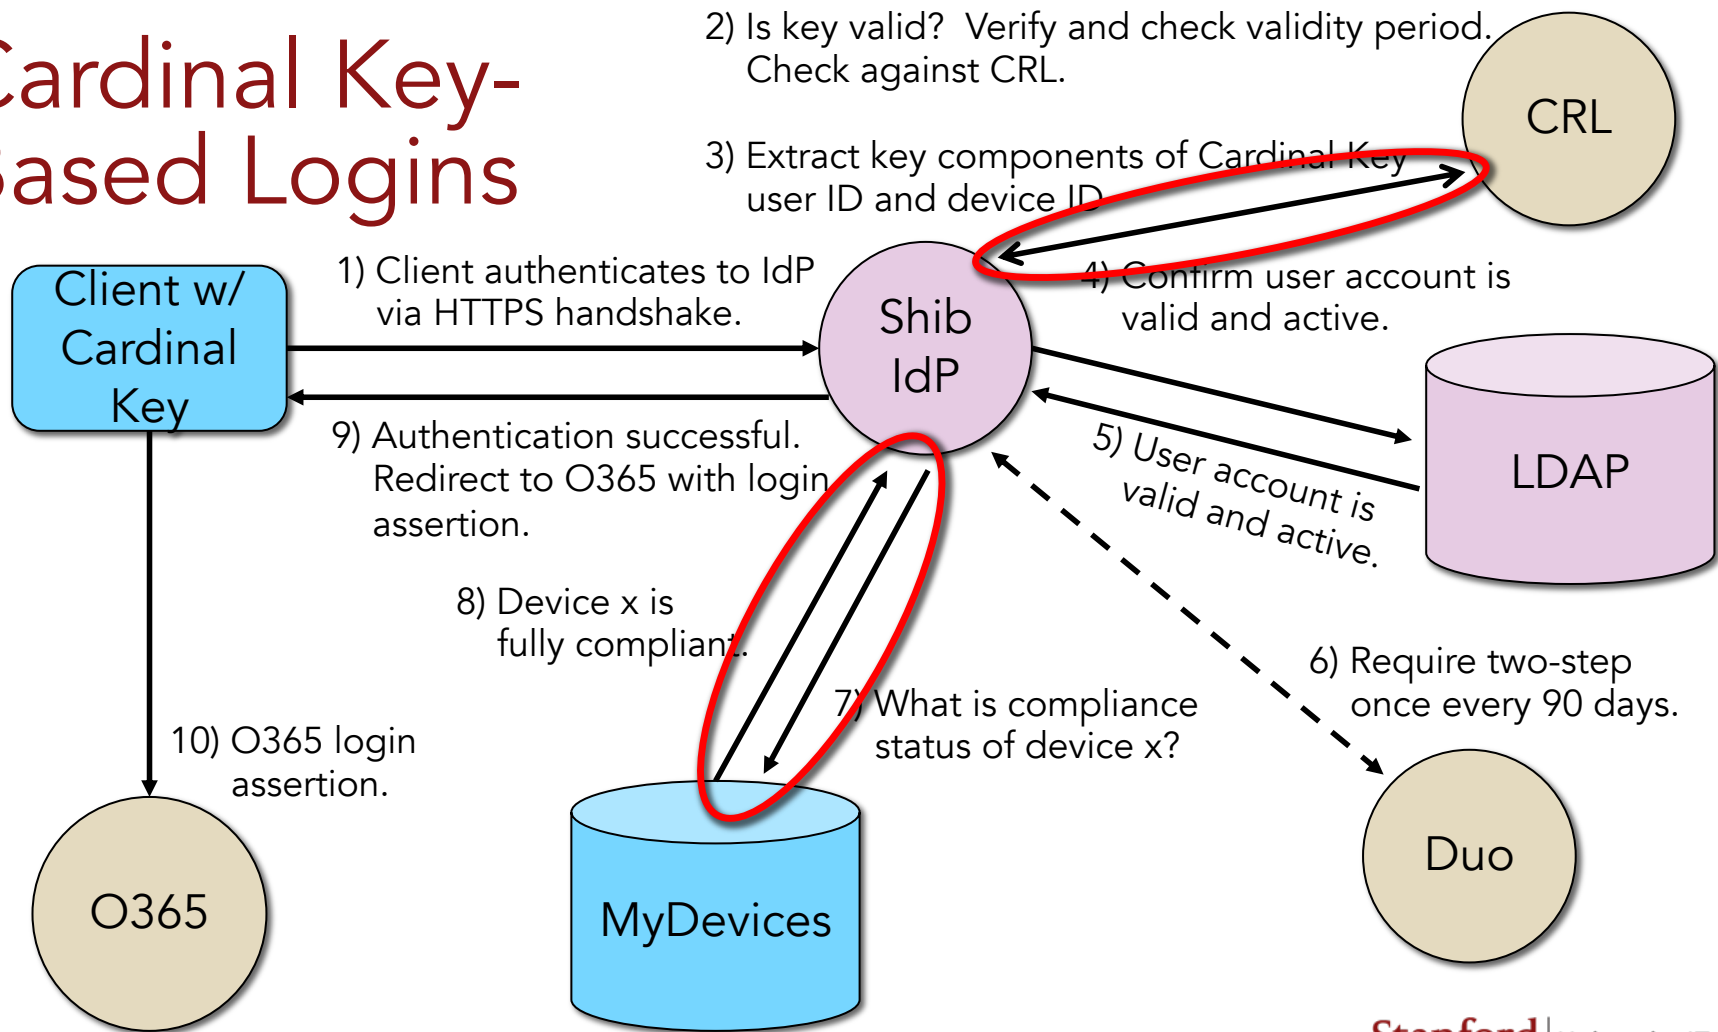 Cardinal Key-
Based Logins
2) Is key valid? Verify and check validity period.
Check against CRL.
3) Extract key components of Cardinal Key
user ID and device ID
CRL
Client w/
Cardinal
Key
1) Client authenticates to IdP
via HTTPS handshake.
Shib
IdP
4) Confirm user account is
valid and active.
9) Authentication successful.
Redirect to O365 with login
assertion.
5) User account is
valid and active.
LDAP
8) Device x is
fully compliant.
6) Require two-step
once every 90 days.
7) What is compliance
status of device x?
10) O365 login
assertion.
O365
MyDevices
Duo
Stanford